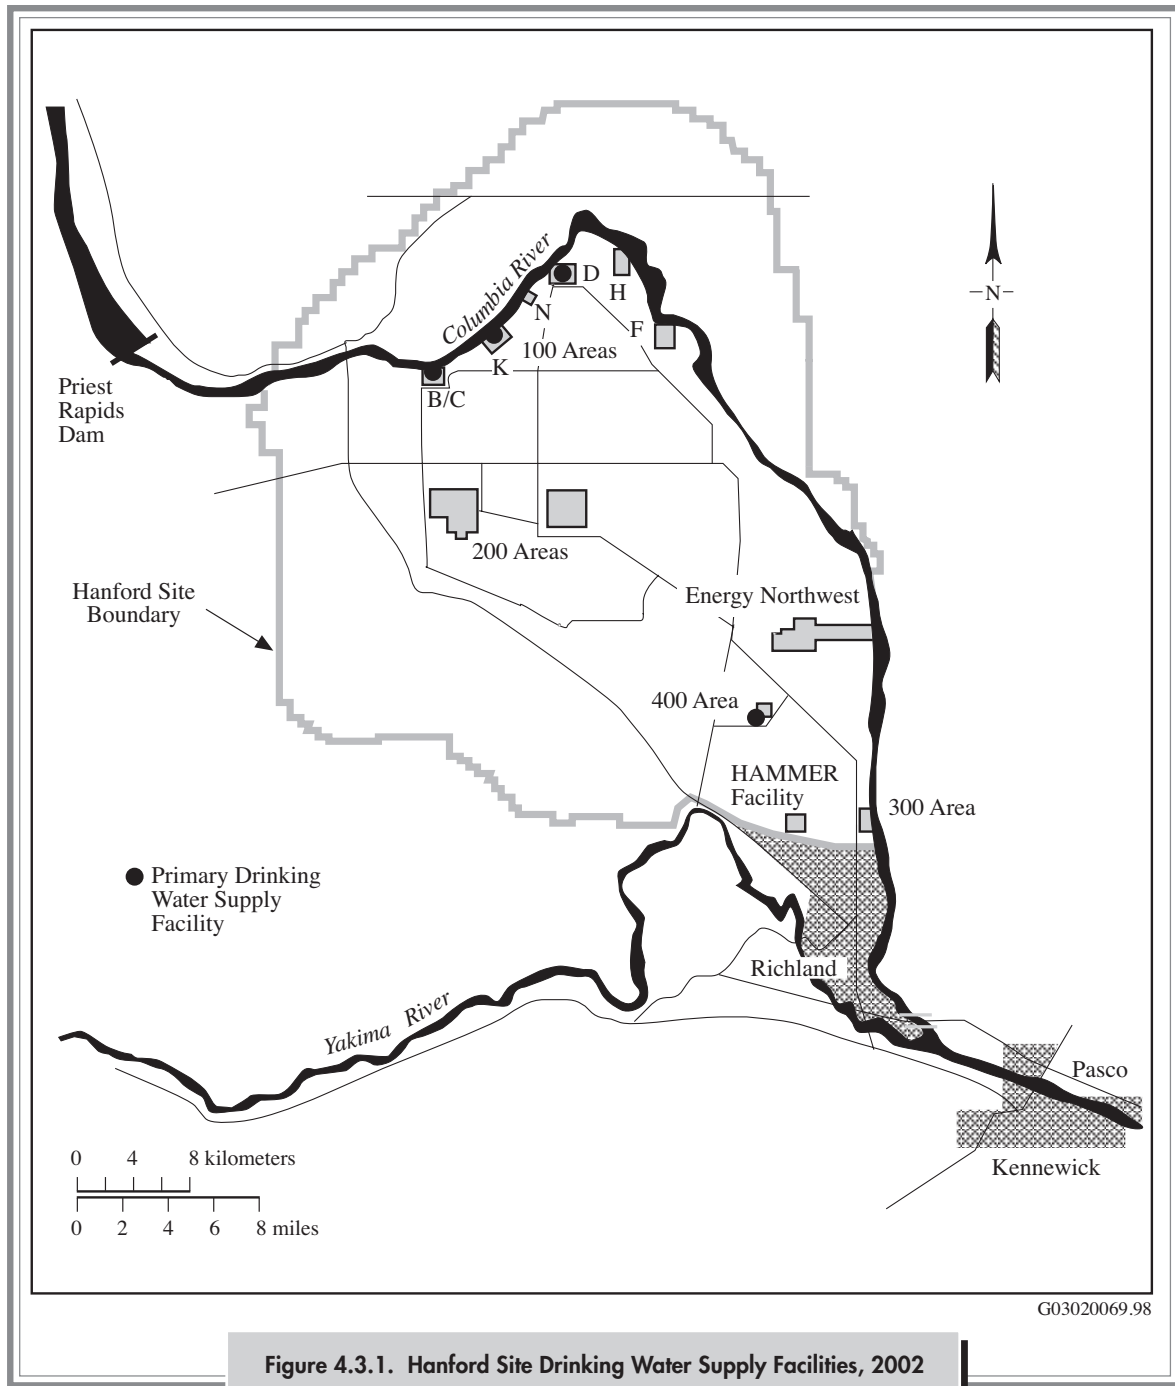 Columbia River
D
H
N
F
100 Areas
K
Priest
Rapids
Dam
B/C
N
200 Areas
Hanford Site
Boundary
Energy Northwest
400 Area
HAMMER
Facility
300 Area
Primary Drinking
Water Supply
Facility
Richland
Yakima River
Pasco
Kennewick
0 4 8 kilometers
0 2 4 6 8 miles
G03020069.98
Figure 4.3.1. Hanford Site Drinking Water Supply Facilities, 2002